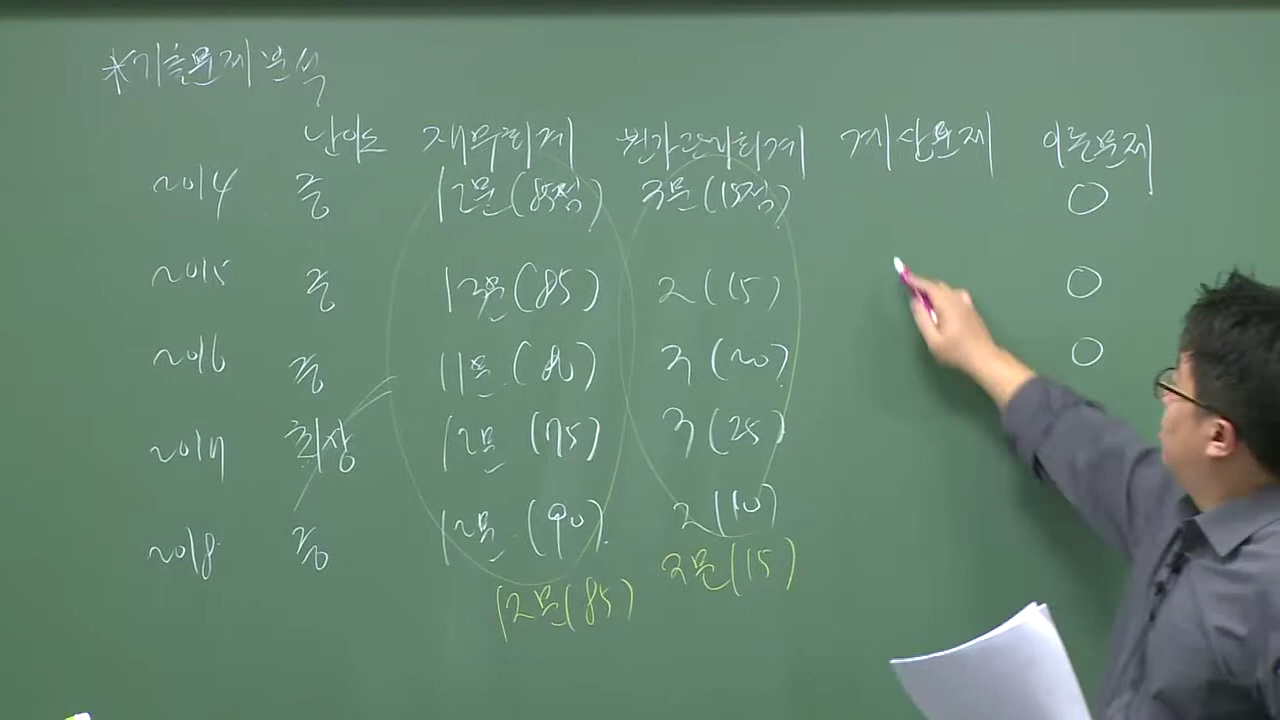 *기출문제분석
난이도 재무회계 원가관리회계 계산문제 이론문제
2014 중 12문(85점) 3문(15점) ○
2015 중 13문(85) 2(15) ○
2016 중 11문(80) 3(20) ○
2017 최상 12문(75) 3(25)
2018 중 12문(90) 2(10)
12문(85) 3문(15)